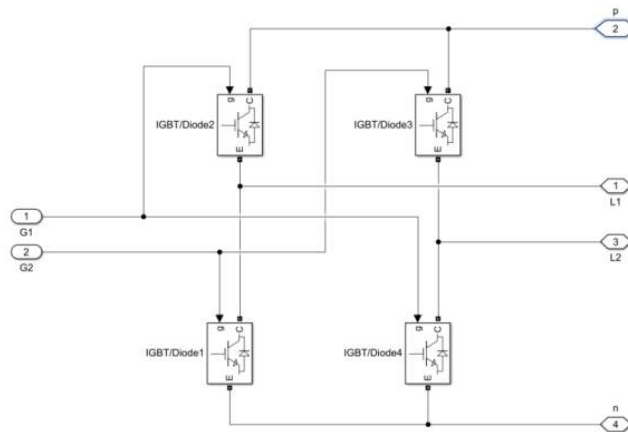 p
2
g
C
IGBT/Diode2
E
g
C
IGBT/Diode3
E
1
L1
1
G1
2
G2
3
L2
g
C
IGBT/Diode1
E
g
C
IGBT/Diode4
E
n
4